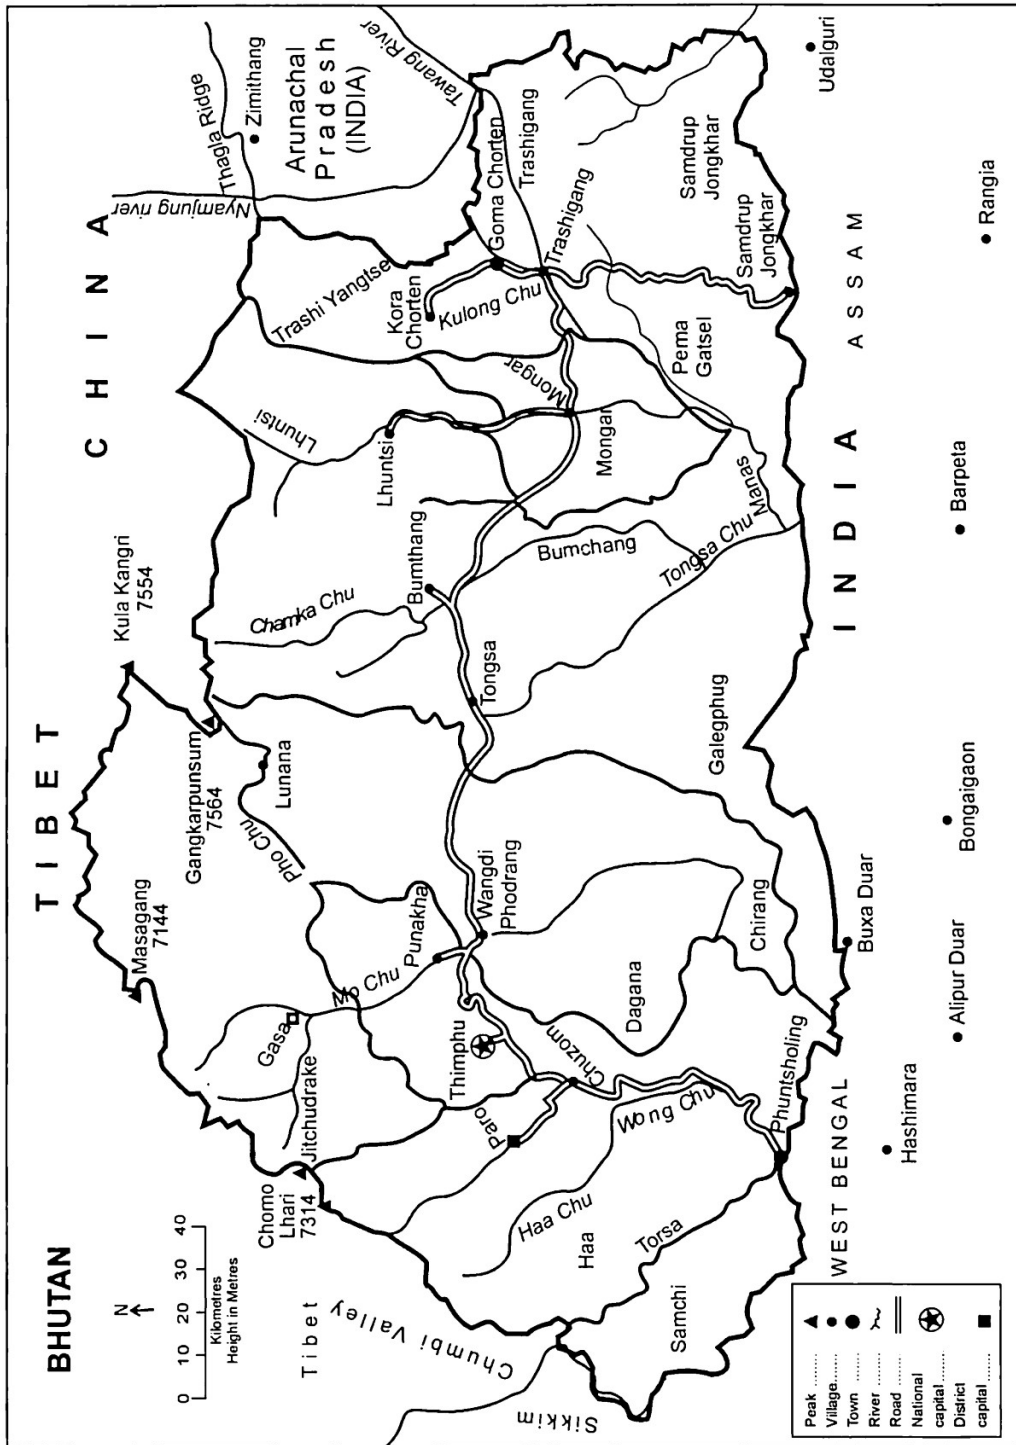 BHUTAN
N
0 10 20 30 40
Kilometres
Height in Metres
TIBET
CHINA
Kula Kangri
7554
Masagang
7144
Gangkarpunsum
7564
Lunana
Pho Chu
Chomo
Lhari
7314
Jitchudrake
Gasa
Mo Chu
Punakha
Wangdi
Phodrang
Thimphu
Paro
Chuzom
Haa Chu
Haa
Wong Chu
Torsa
Samchi
Phuntsholing
Dagana
Chirang
Galegphug
Tibet
Chumbi Valley
Sikkim
Chamka Chu
Bumthang
Tongsa
Bumchang
Tongsa Chu
Manas
Lhuntsi
Lhuntsi
Mongar
Mongar
Trashi Yangtse
Kora
Chorten
Kulong Chu
Goma Chorten
Trashigang
Trashigang
Pema
Gatsel
Samdrup
Jongkhar
Samdrup
Jongkhar
Nyamjung river
Thagla Ridge
Zimithang
Arunachal
Pradesh
(INDIA)
Tawang River
Udalguri
Rangia
ASSAM
INDIA
Barpeta
Bongaigaon
Buxa Duar
Alipur Duar
Hashimara
WEST BENGAL
Peak ........
Village......
Town ......
River .......
Road .......
National
capital......
District
capital......